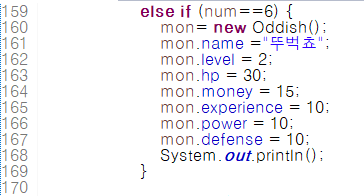 159 else if (num==6) {
160 mon= new Oddish();
161 mon.name ="뚜벅쵸";
162 mon.level = 2;
163 mon.hp = 30;
164 mon.money = 15;
165 mon.experience = 10;
166 mon.power = 10;
167 mon.defense = 10;
168 System.out.println();
169 }
170